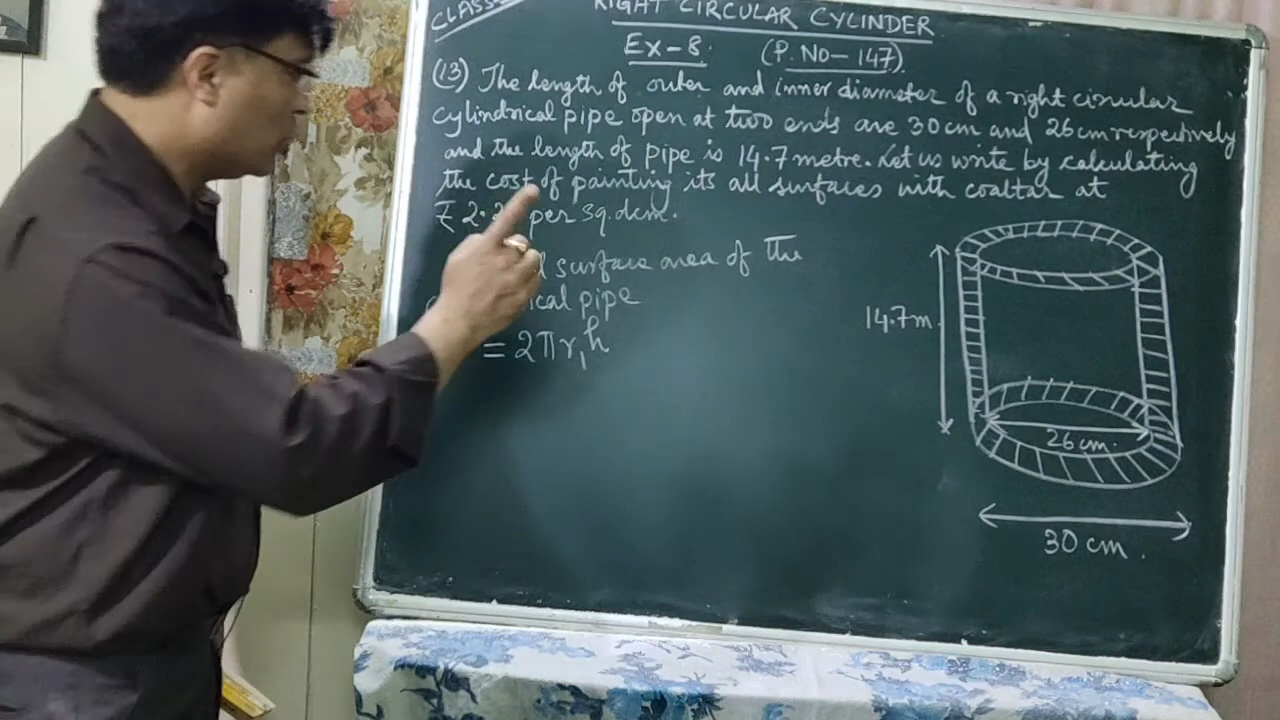 CLASS
RIGHT CIRCULAR CYLINDER
EX-8. (P. NO- 147).
(13) The length of outer and inner diameter of a right circular
cylindrical pipe open at two ends are 30 cm and 26 cm respectively
and the length of pipe is 14.7 metre. Let us write by calculating
the cost of painting its all surfaces with coaltar at
₹ 2. per sq. dcm.
surface area of the
pipe
= 2πr₁h
14.7m.
26 cm.
30 cm.